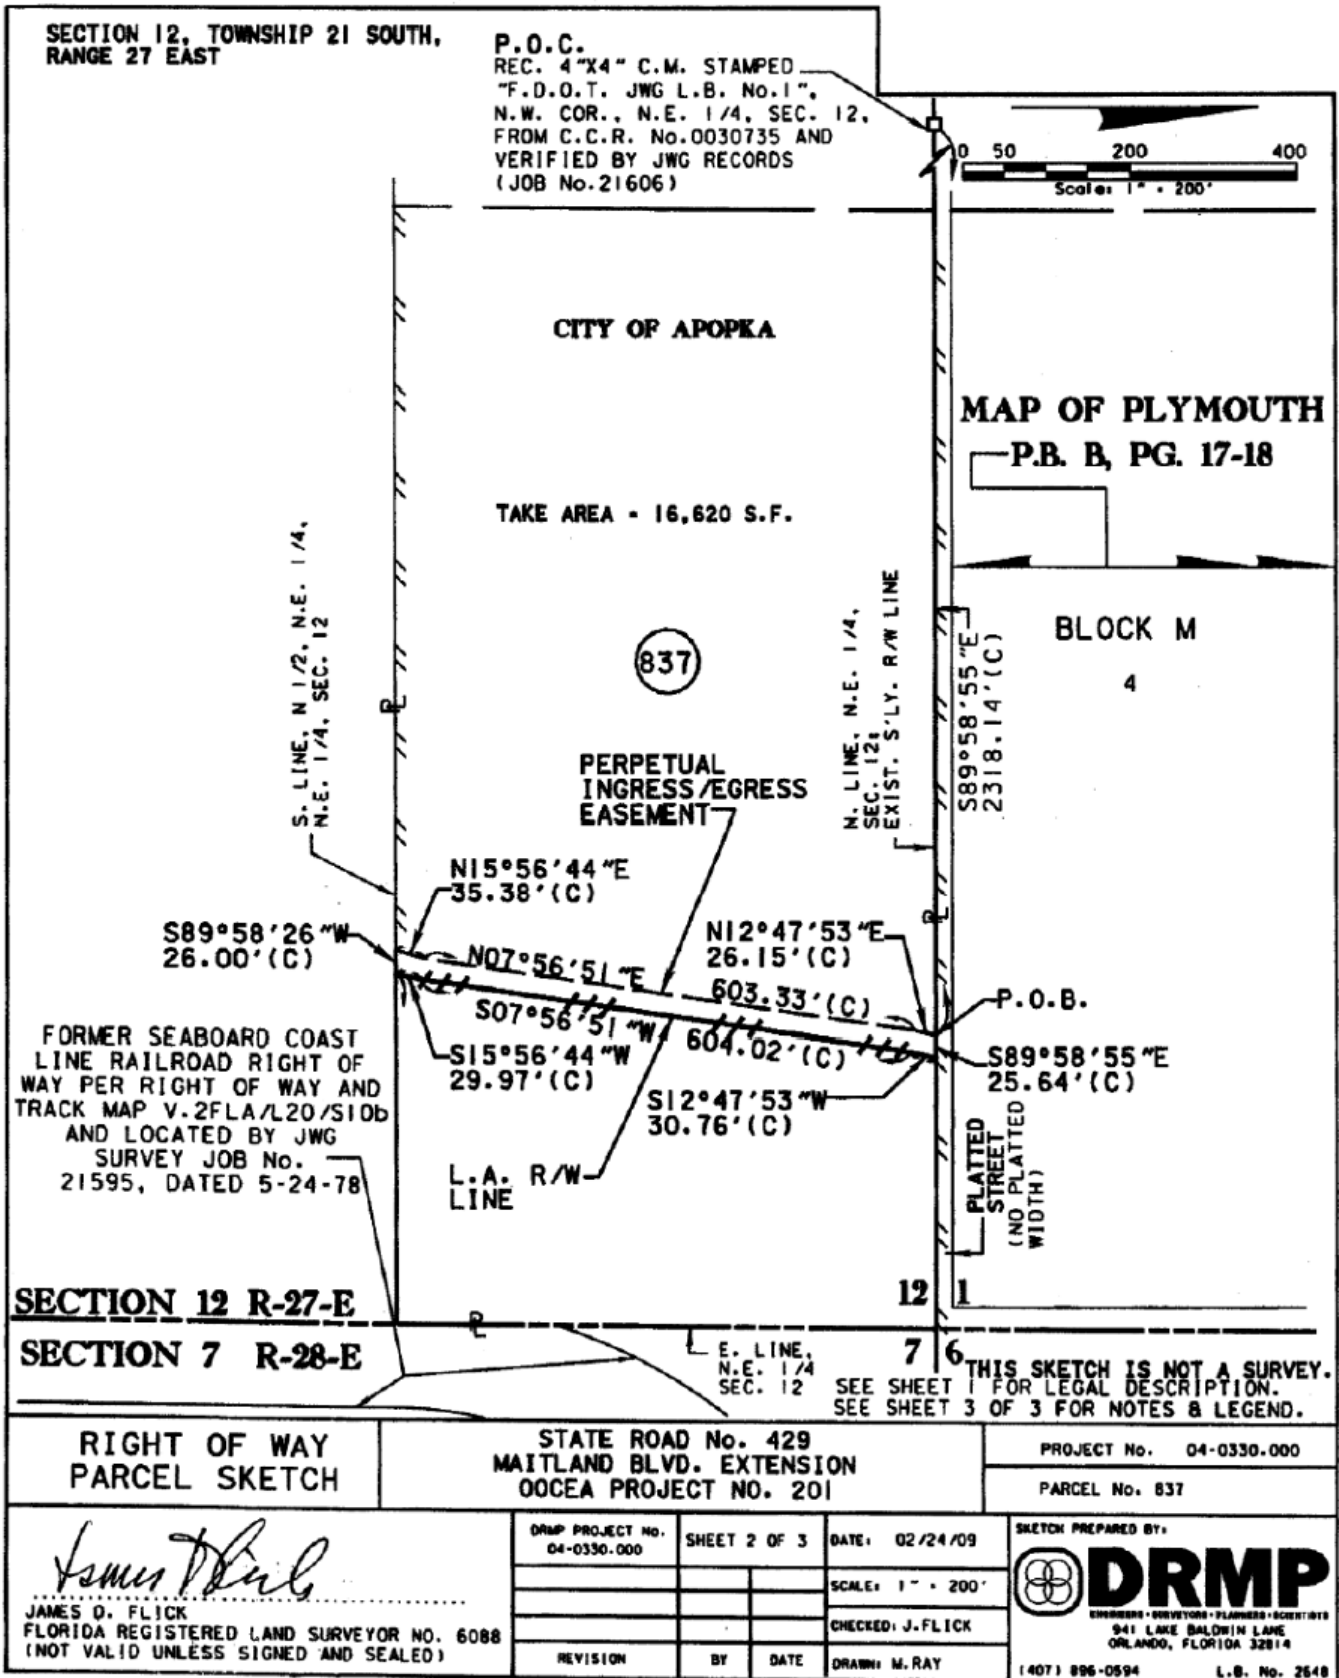 SECTION 12, TOWNSHIP 21 SOUTH,
RANGE 27 EAST
P.O.C.
REC. 4"X4" C.M. STAMPED
"F.D.O.T. JWG L.B. No.1",
N.W. COR., N.E. 1/4, SEC. 12,
FROM C.C.R. No.0030735 AND
VERIFIED BY JWG RECORDS
(JOB No.21606)
0 50 200 400
Scale: 1" = 200'
CITY OF APOPKA
MAP OF PLYMOUTH
P.B. B, PG. 17-18
TAKE AREA = 16,620 S.F.
S. LINE, N 1/2, N.E. 1/4,
N.E. 1/4, SEC. 12
837
N. LINE, N.E. 1/4,
SEC. 12;
EXIST. S'LY. R/W LINE
S89°58'55"E
2318.14'(C)
BLOCK M
4
PERPETUAL
INGRESS/EGRESS
EASEMENT
N15°56'44"E
35.38'(C)
S89°58'26"W
26.00'(C)
N07°56'51"E
603.33'(C)
N12°47'53"E
26.15'(C)
P.O.B.
S07°56'51"W
604.02'(C)
S15°56'44"W
29.97'(C)
S12°47'53"W
30.76'(C)
S89°58'55"E
25.64'(C)
FORMER SEABOARD COAST
LINE RAILROAD RIGHT OF
WAY PER RIGHT OF WAY AND
TRACK MAP V.2FLA/L20/S10b
AND LOCATED BY JWG
SURVEY JOB No.
21595, DATED 5-24-78
L.A. R/W
LINE
PLATTED
STREET
(NO PLATTED
WIDTH)
SECTION 12 R-27-E
12 1
SECTION 7 R-28-E
7 6
E. LINE,
N.E. 1/4
SEC. 12
THIS SKETCH IS NOT A SURVEY.
SEE SHEET 1 FOR LEGAL DESCRIPTION.
SEE SHEET 3 OF 3 FOR NOTES & LEGEND.
RIGHT OF WAY
PARCEL SKETCH
STATE ROAD No. 429
MAITLAND BLVD. EXTENSION
OOCEA PROJECT NO. 201
PROJECT No. 04-0330.000
PARCEL No. 837
JAMES D. FLICK
FLORIDA REGISTERED LAND SURVEYOR NO. 6088
(NOT VALID UNLESS SIGNED AND SEALED)
DRMP PROJECT No.
04-0330.000
SHEET 2 OF 3
REVISION BY DATE
DATE: 02/24/09
SCALE: 1" = 200'
CHECKED: J.FLICK
DRAWN: M.RAY
SKETCH PREPARED BY:
DRMP
ENGINEERS • SURVEYORS • PLANNERS • SCIENTISTS
941 LAKE BALDWIN LANE
ORLANDO, FLORIDA 32814
(407) 896-0594 L.B. No. 2648